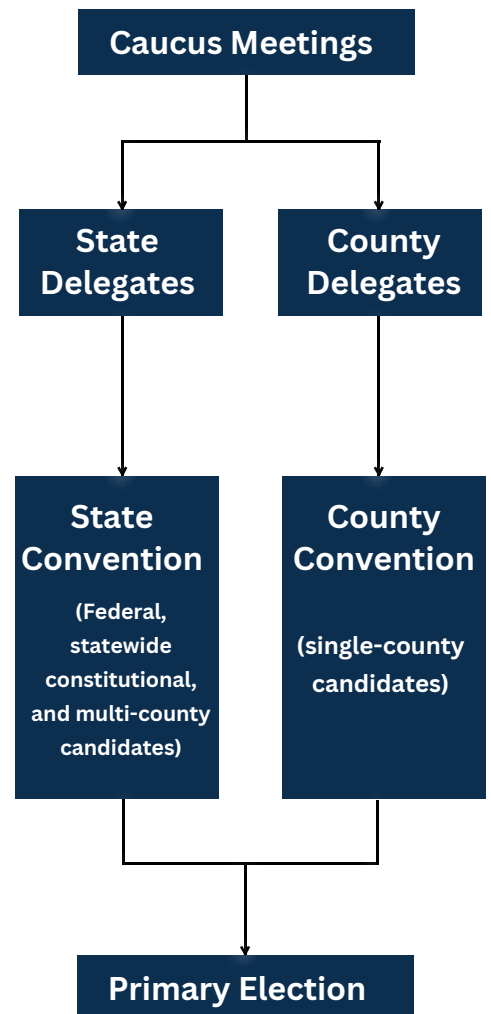 Caucus Meetings
State
Delegates
County
Delegates
State
Convention
(Federal,
statewide
constitutional,
and multi-county
candidates)
County
Convention
(single-county
candidates)
Primary Election